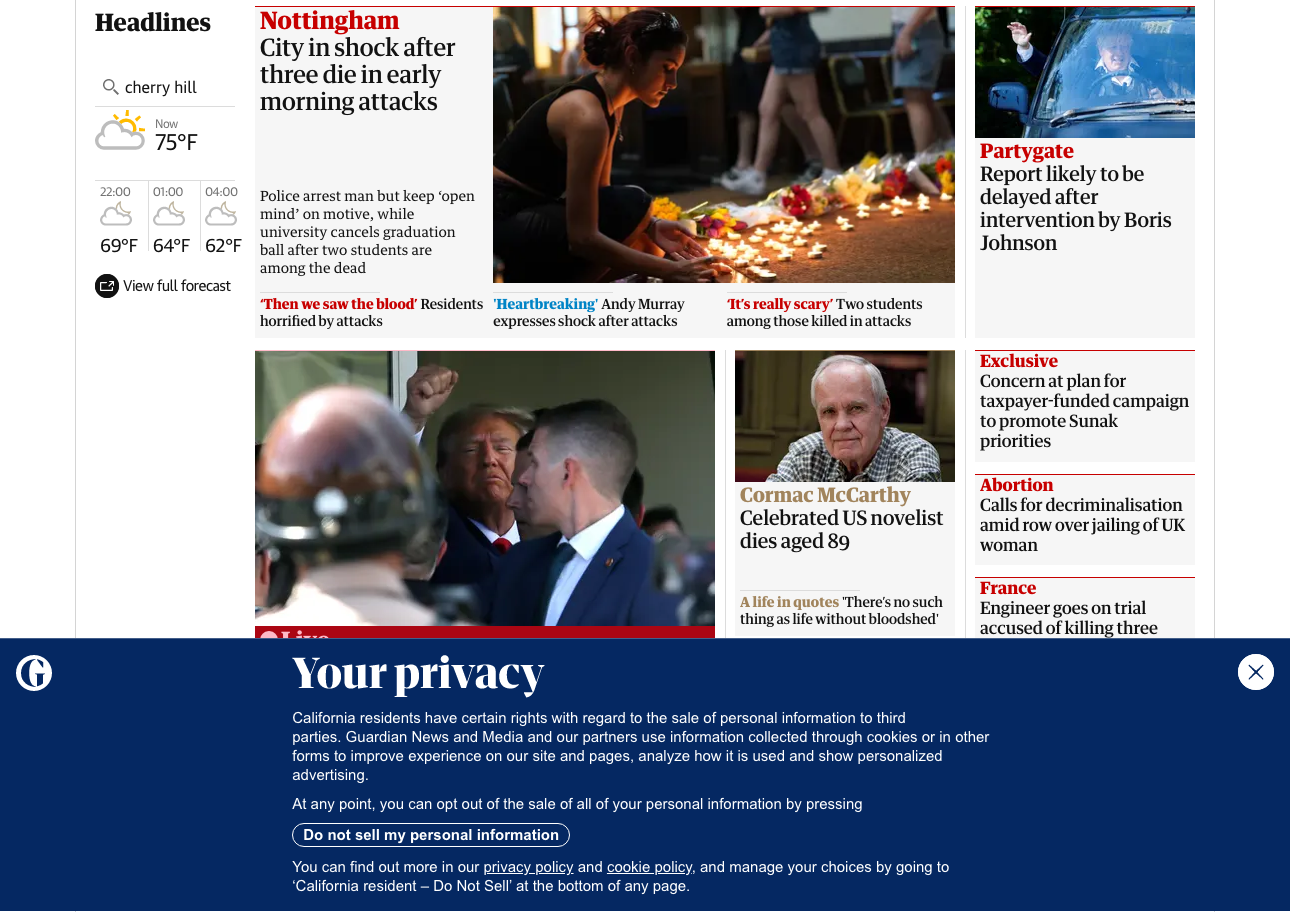 Headlines
cherry hill
Now
75°F
22:00
01:00
04:00
69°F
64°F
62°F
View full forecast
Nottingham
City in shock after
three die in early
morning attacks
Police arrest man but keep ‘open
mind’ on motive, while
university cancels graduation
ball after two students are
among the dead
‘Then we saw the blood’ Residents
horrified by attacks
'Heartbreaking' Andy Murray
expresses shock after attacks
‘It’s really scary’ Two students
among those killed in attacks
Partygate
Report likely to be
delayed after
intervention by Boris
Johnson
Live
Cormac McCarthy
Celebrated US novelist
dies aged 89
A life in quotes 'There’s no such
thing as life without bloodshed'
Exclusive
Concern at plan for
taxpayer-funded campaign
to promote Sunak
priorities
Abortion
Calls for decriminalisation
amid row over jailing of UK
woman
France
Engineer goes on trial
accused of killing three
G
Your privacy
California residents have certain rights with regard to the sale of personal information to third
parties. Guardian News and Media and our partners use information collected through cookies or in other
forms to improve experience on our site and pages, analyze how it is used and show personalized
advertising.
At any point, you can opt out of the sale of all of your personal information by pressing
Do not sell my personal information
You can find out more in our privacy policy and cookie policy, and manage your choices by going to
‘California resident – Do Not Sell’ at the bottom of any page.